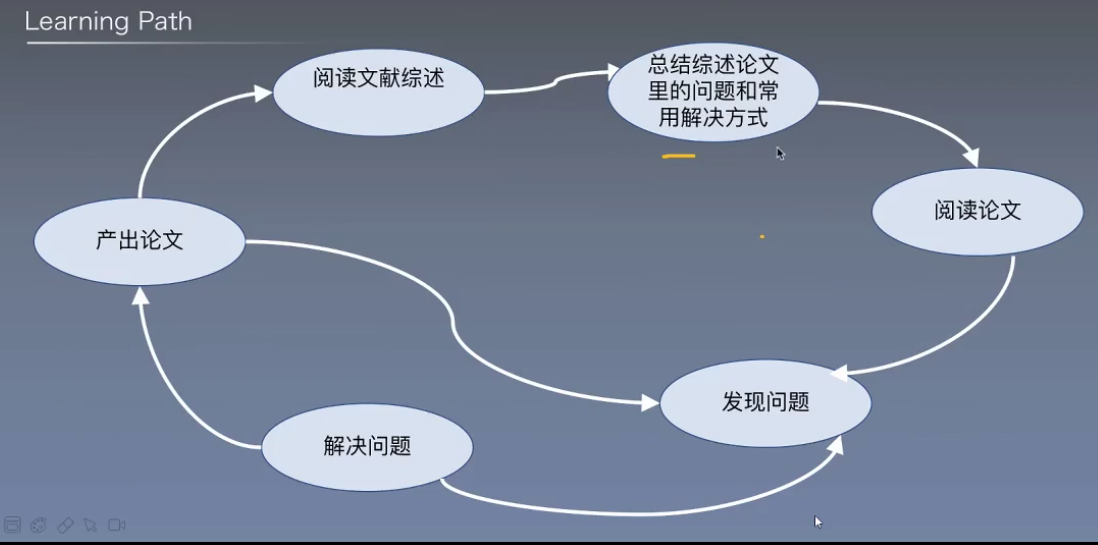 Learning Path
阅读文献综述
总结综述论文
里的问题和常
用解决方式
阅读论文
产出论文
发现问题
解决问题